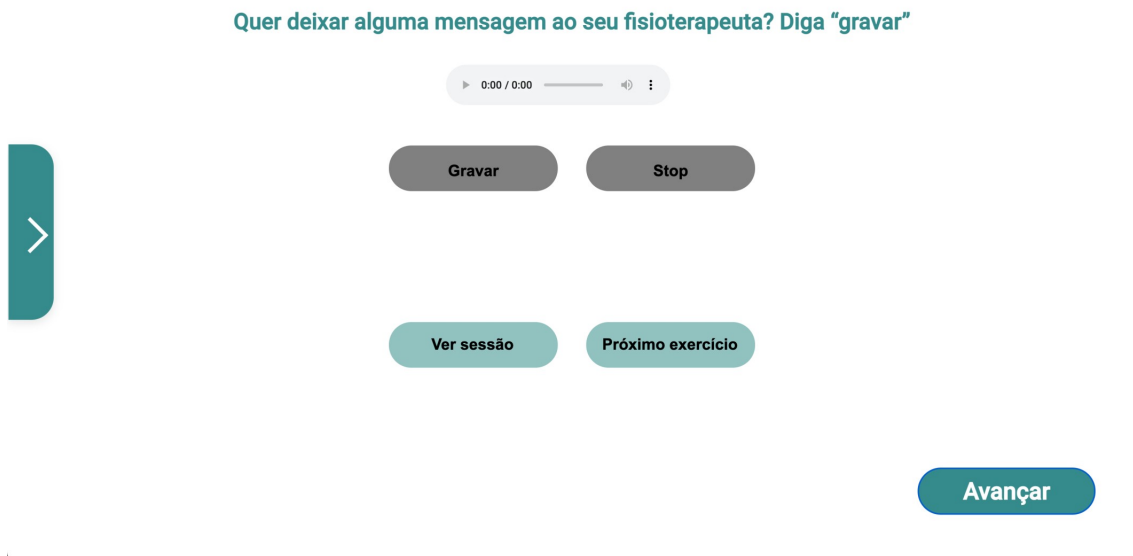 Quer deixar alguma mensagem ao seu fisioterapeuta? Diga “gravar”
0:00 / 0:00
Gravar
Stop
Ver sessão
Próximo exercício
Avançar